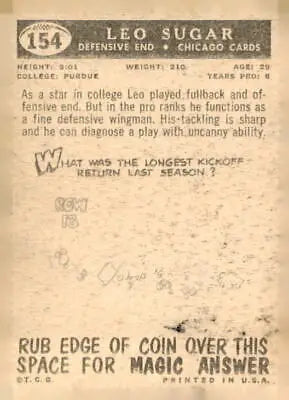 154
LEO SUGAR
DEFENSIVE END • CHICAGO CARDS
HEIGHT: 6:01 WEIGHT: 210 AGE: 29
COLLEGE: PURDUE YEARS PRO: 6
As a star in college Leo played fullback and of-
fensive end. But in the pro ranks he functions as
a fine defensive wingman. His tackling is sharp
and he can diagnose a play with uncanny ability.
WHAT WAS THE LONGEST KICKOFF
RETURN LAST SEASON ?
RUB EDGE OF COIN OVER THIS
SPACE FOR MAGIC ANSWER
©T.C.G. PRINTED IN U.S.A.